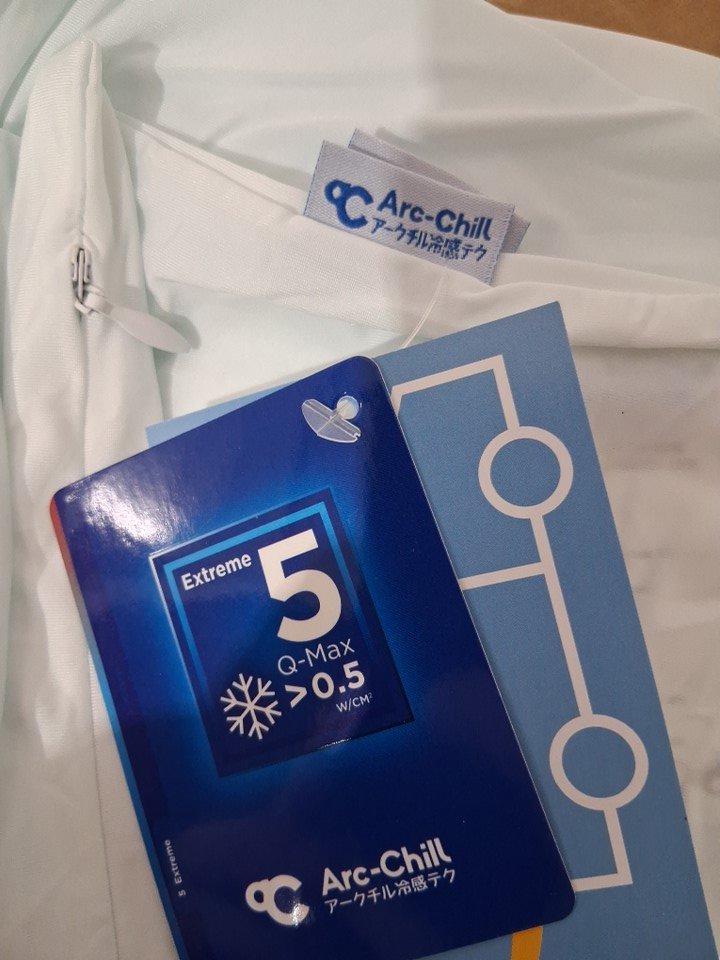 Arc-Chill
アークチル冷感テク
Extreme
5
Q-Max
>0.5
W/CM²
5 Extreme
Arc-Chill
アークチル冷感テク